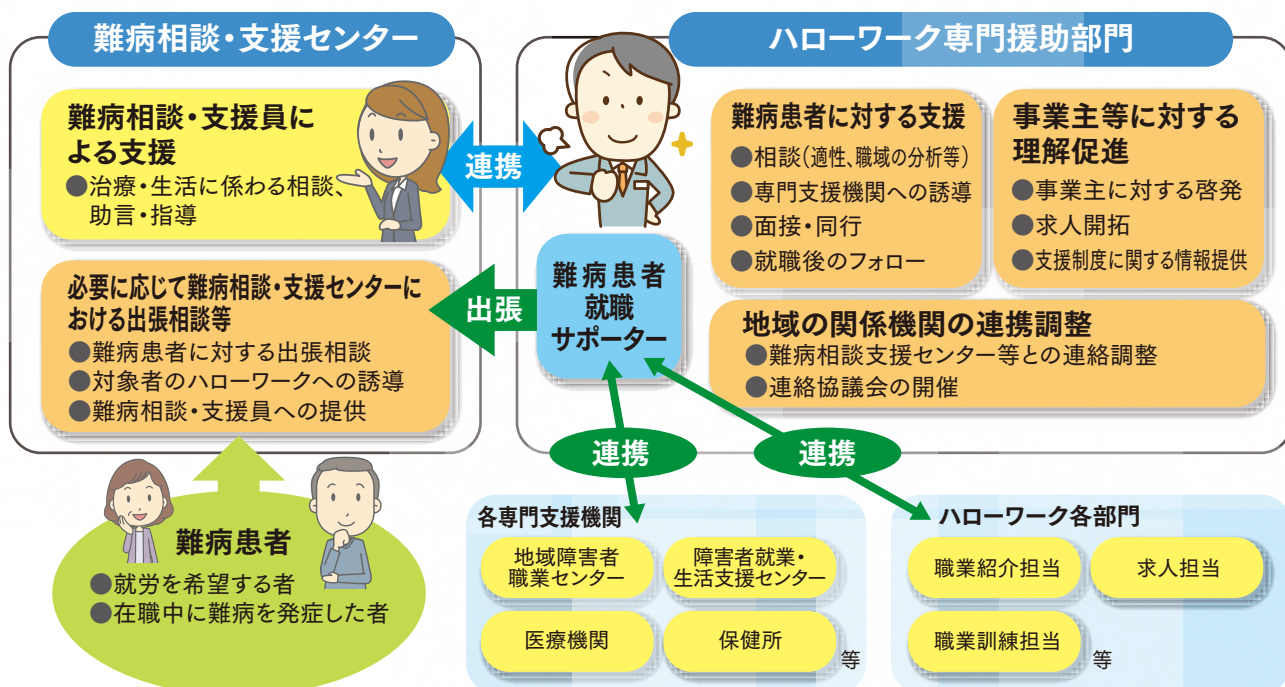 難病相談・支援センター
難病相談・支援員に
よる支援
●治療・生活に係わる相談、
助言・指導
必要に応じて難病相談・支援センターに
おける出張相談等
●難病患者に対する出張相談
●対象者のハローワークへの誘導
●難病相談・支援員への提供
難病患者
●就労を希望する者
●在職中に難病を発症した者
連携
出張
ハローワーク専門援助部門
難病患者
就職
サポーター
難病患者に対する支援
●相談(適性、職域の分析等)
●専門支援機関への誘導
●面接・同行
●就職後のフォロー
事業主等に対する
理解促進
●事業主に対する啓発
●求人開拓
●支援制度に関する情報提供
地域の関係機関の連携調整
●難病相談支援センター等との連絡調整
●連絡協議会の開催
連携
連携
各専門支援機関
地域障害者
職業センター
障害者就業・
生活支援センター
医療機関
保健所
等
ハローワーク各部門
職業紹介担当
求人担当
職業訓練担当
等